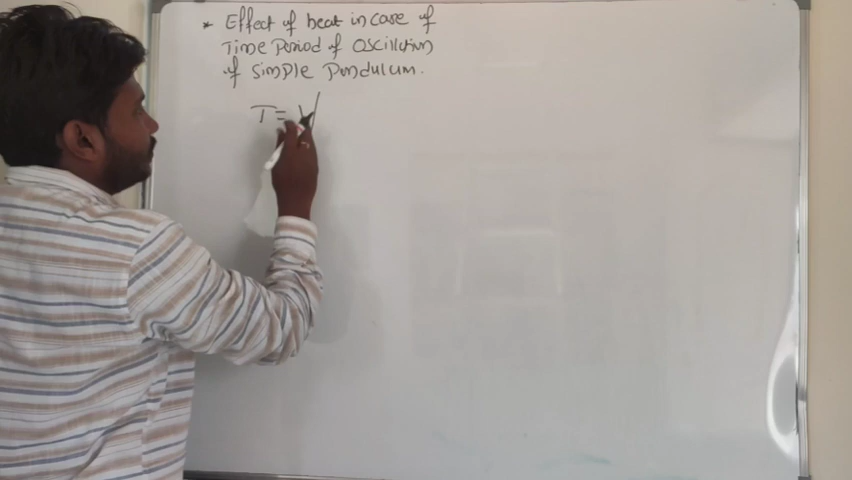 * Effect of heat in case of
Time Period of Oscillation
of Simple Pendulum.
T = √